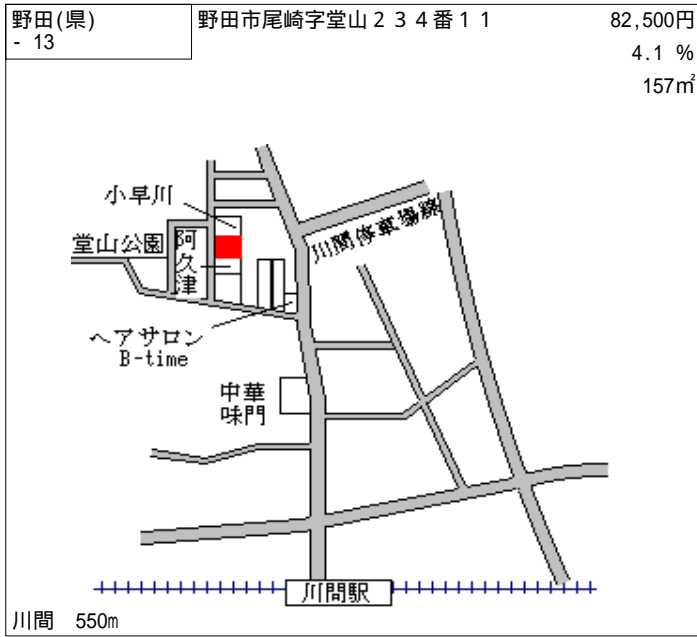 野田(県)
- 13
野田市尾崎字堂山２３４番１１
82,500円
4.1 %
157㎡
小早川
堂山公園
阿久津
川間停車場線
ヘアサロン
B-time
中華
味門
川間駅
川間 550m